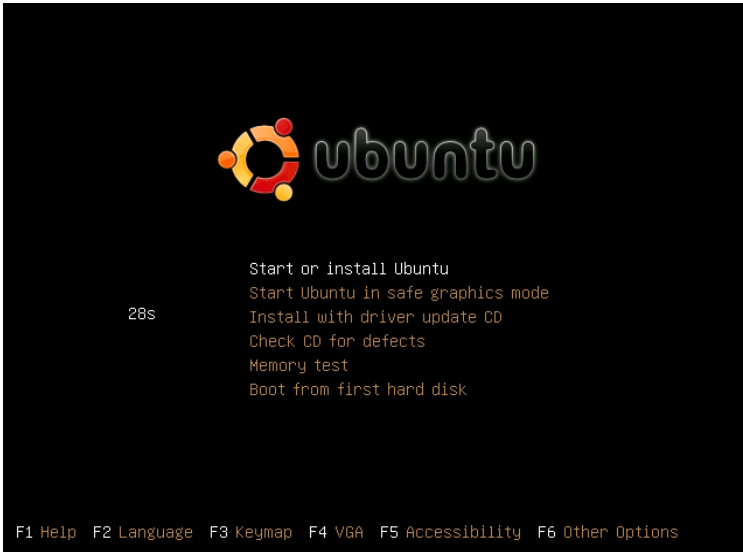 ubuntu
Start or install Ubuntu
Start Ubuntu in safe graphics mode
28s
Install with driver update CD
Check CD for defects
Memory test
Boot from first hard disk
F1 Help F2 Language F3 Keymap F4 VGA F5 Accessibility F6 Other Options